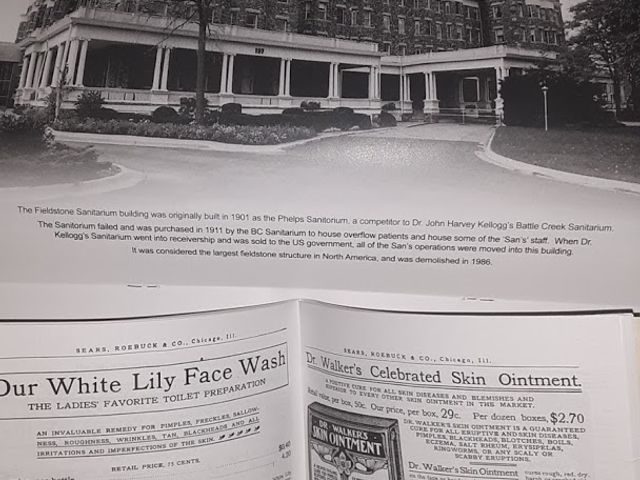 The Fieldstone Sanitarium building was originally built in 1901 as the Phelps Sanitorium, a competitor to Dr. John Harvey Kellogg's Battle Creek Sanitarium.
The Sanitorium failed and was purchased in 1911 by the BC Sanitarium to house overflow patients and house some of the 'San's' staff. When Dr.
Kellogg's Sanitarium went into receivership and was sold to the US government, all of the San's operations were moved into this building.
It was considered the largest fieldstone structure in North America, and was demolished in 1986.
SEARS, ROEBUCK & CO., Chicago, Ill.
Our White Lily Face Wash
THE LADIES' FAVORITE TOILET PREPARATION
AN INVALUABLE REMEDY FOR PIMPLES, FRECKLES, SALLOW-
NESS, ROUGHNESS, WRINKLES, TAN, BLACKHEADS AND ALL
IRRITATIONS AND IMPERFECTIONS OF THE SKIN.
RETAIL PRICE, 75 CENTS.
SEARS, ROEBUCK & CO., Chicago, Ill.
Dr. Walker's Celebrated Skin Ointment.
A POSITIVE CURE FOR ALL SKIN DISEASES AND BLEMISHES AND
SUPERIOR TO EVERY OTHER SKIN OINTMENT IN THE MARKET.
Retail value, per box, 50c. Our price, per box, 29c. Per dozen boxes, $2.70
DR. WALKER'S SKIN OINTMENT IS A GUARANTEED
CURE FOR ALL ERUPTIVE AND SKIN DISEASES,
PIMPLES, BLACKHEADS, BLOTCHES, BOILS,
ECZEMA, SALT RHEUM, ERYSIPELAS,
RINGWORMS, OR ANY SCALY OR
SCABBY ERUPTIONS.
Dr. Walker's Skin Ointment cures rough, red, dry,
DR. WALKER'S
SKIN OINTMENT